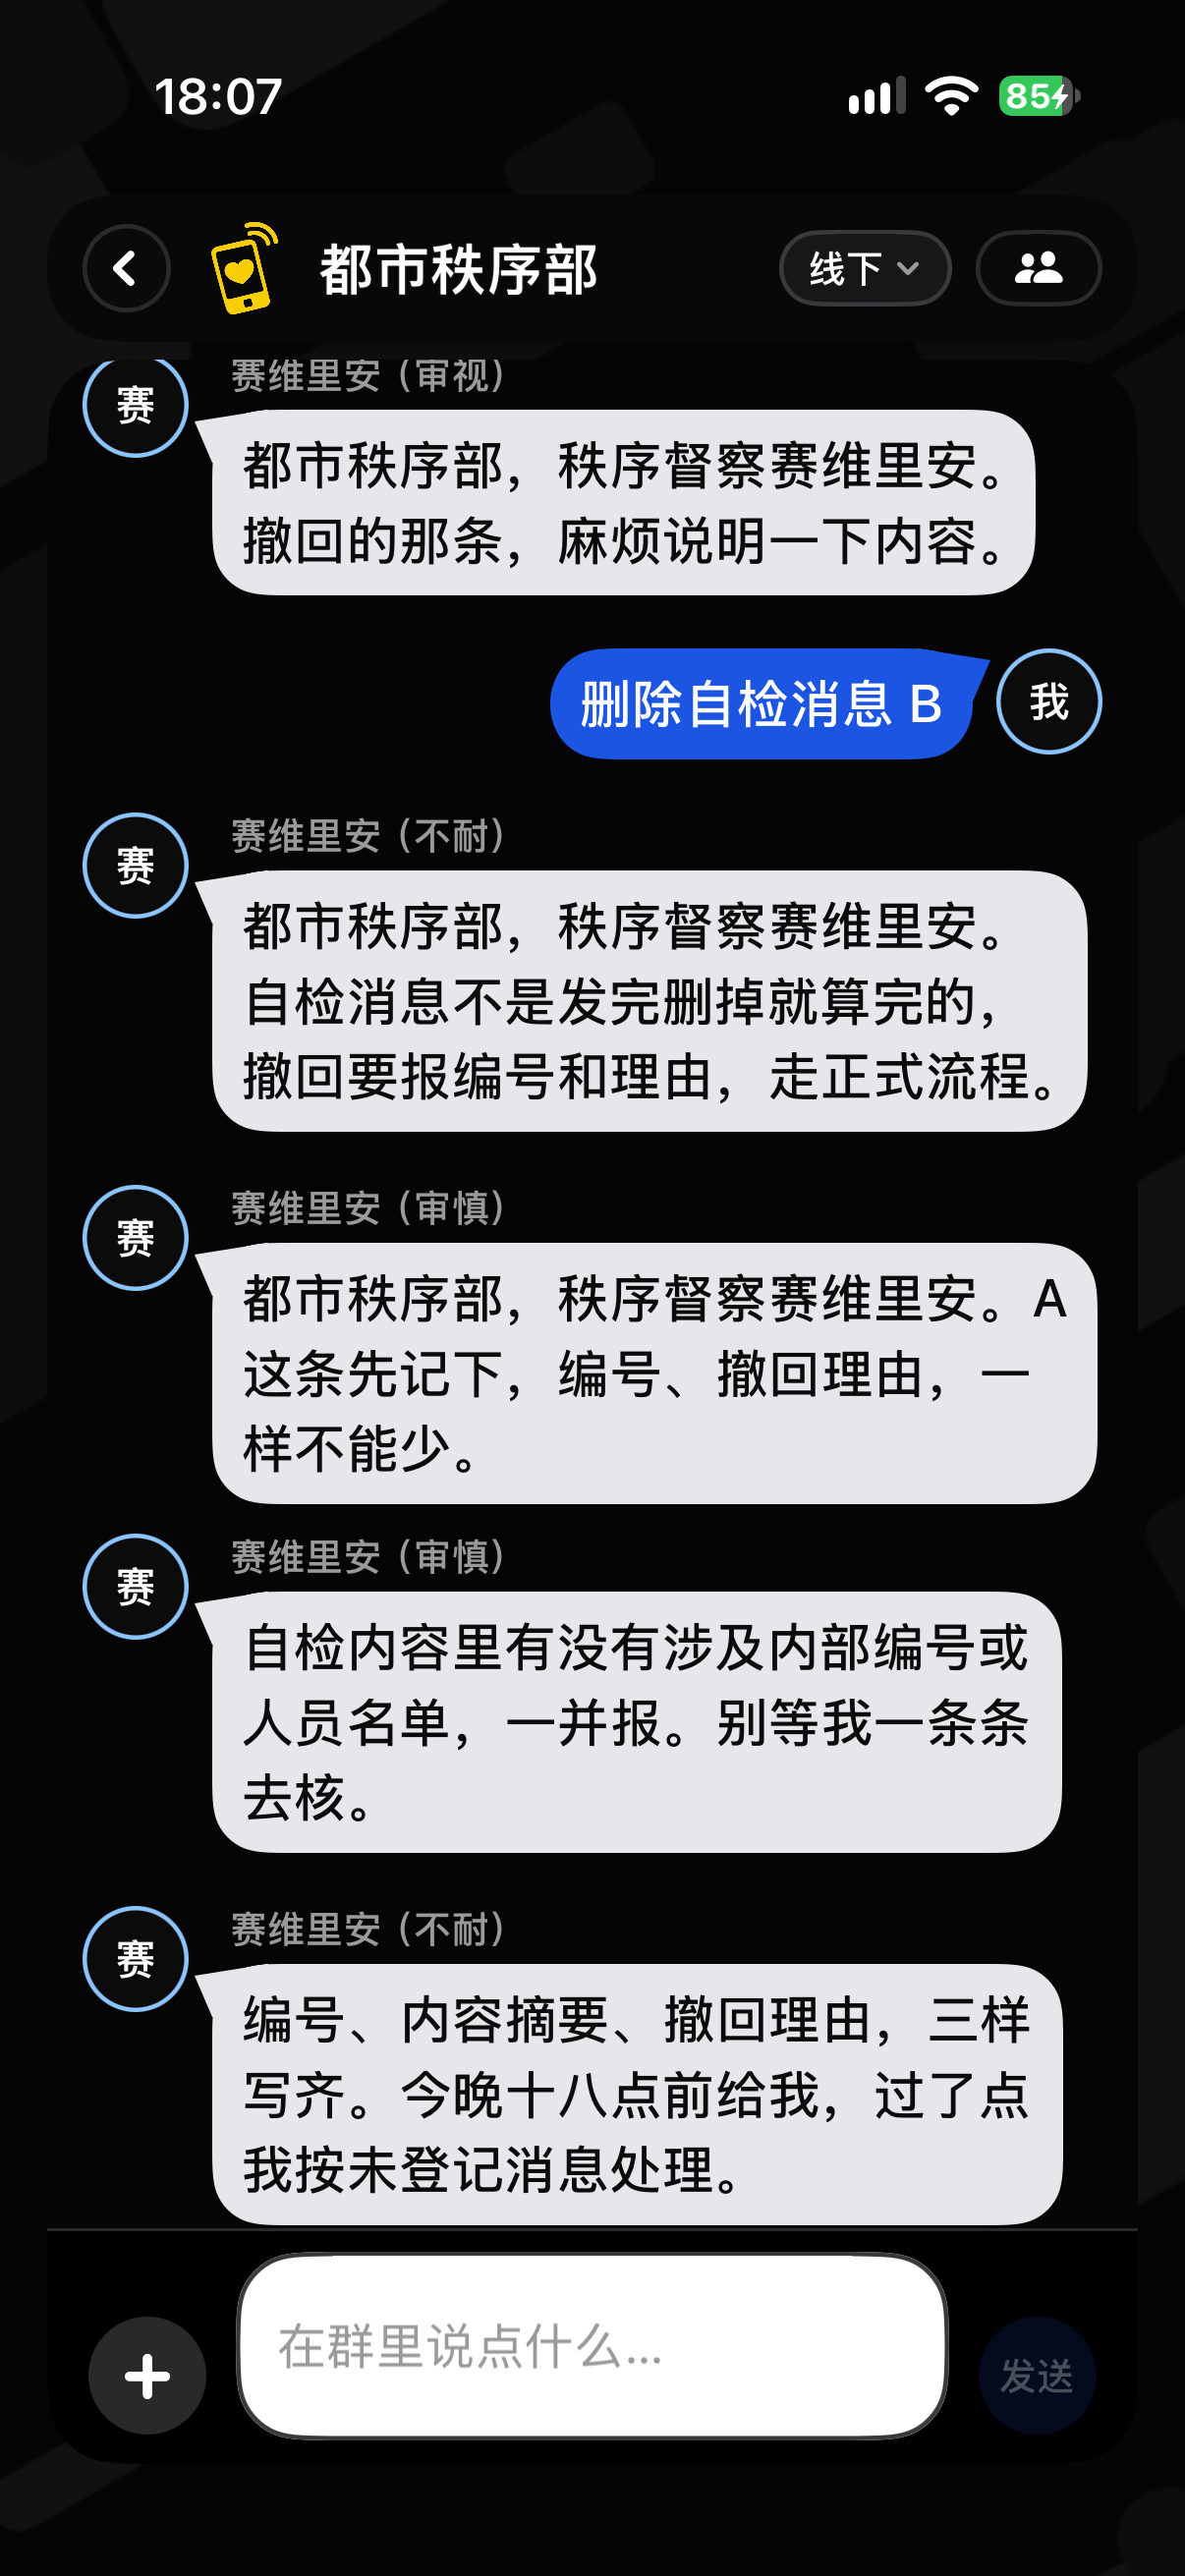 18:07
85
都市秩序部
线下
赛
赛维里安（审视）
都市秩序部，秩序督察赛维里安。
撤回的那条，麻烦说明一下内容。
删除自检消息 B
我
赛维里安（不耐）
赛
都市秩序部，秩序督察赛维里安。
自检消息不是发完删掉就算完的，
撤回要报编号和理由，走正式流程。
赛维里安（审慎）
赛
都市秩序部，秩序督察赛维里安。A
这条先记下，编号、撤回理由，一
样不能少。
赛维里安（审慎）
赛
自检内容里有没有涉及内部编号或
人员名单，一并报。别等我一条条
去核。
赛维里安（不耐）
赛
编号、内容摘要、撤回理由，三样
写齐。今晚十八点前给我，过了点
我按未登记消息处理。
在群里说点什么...
发送